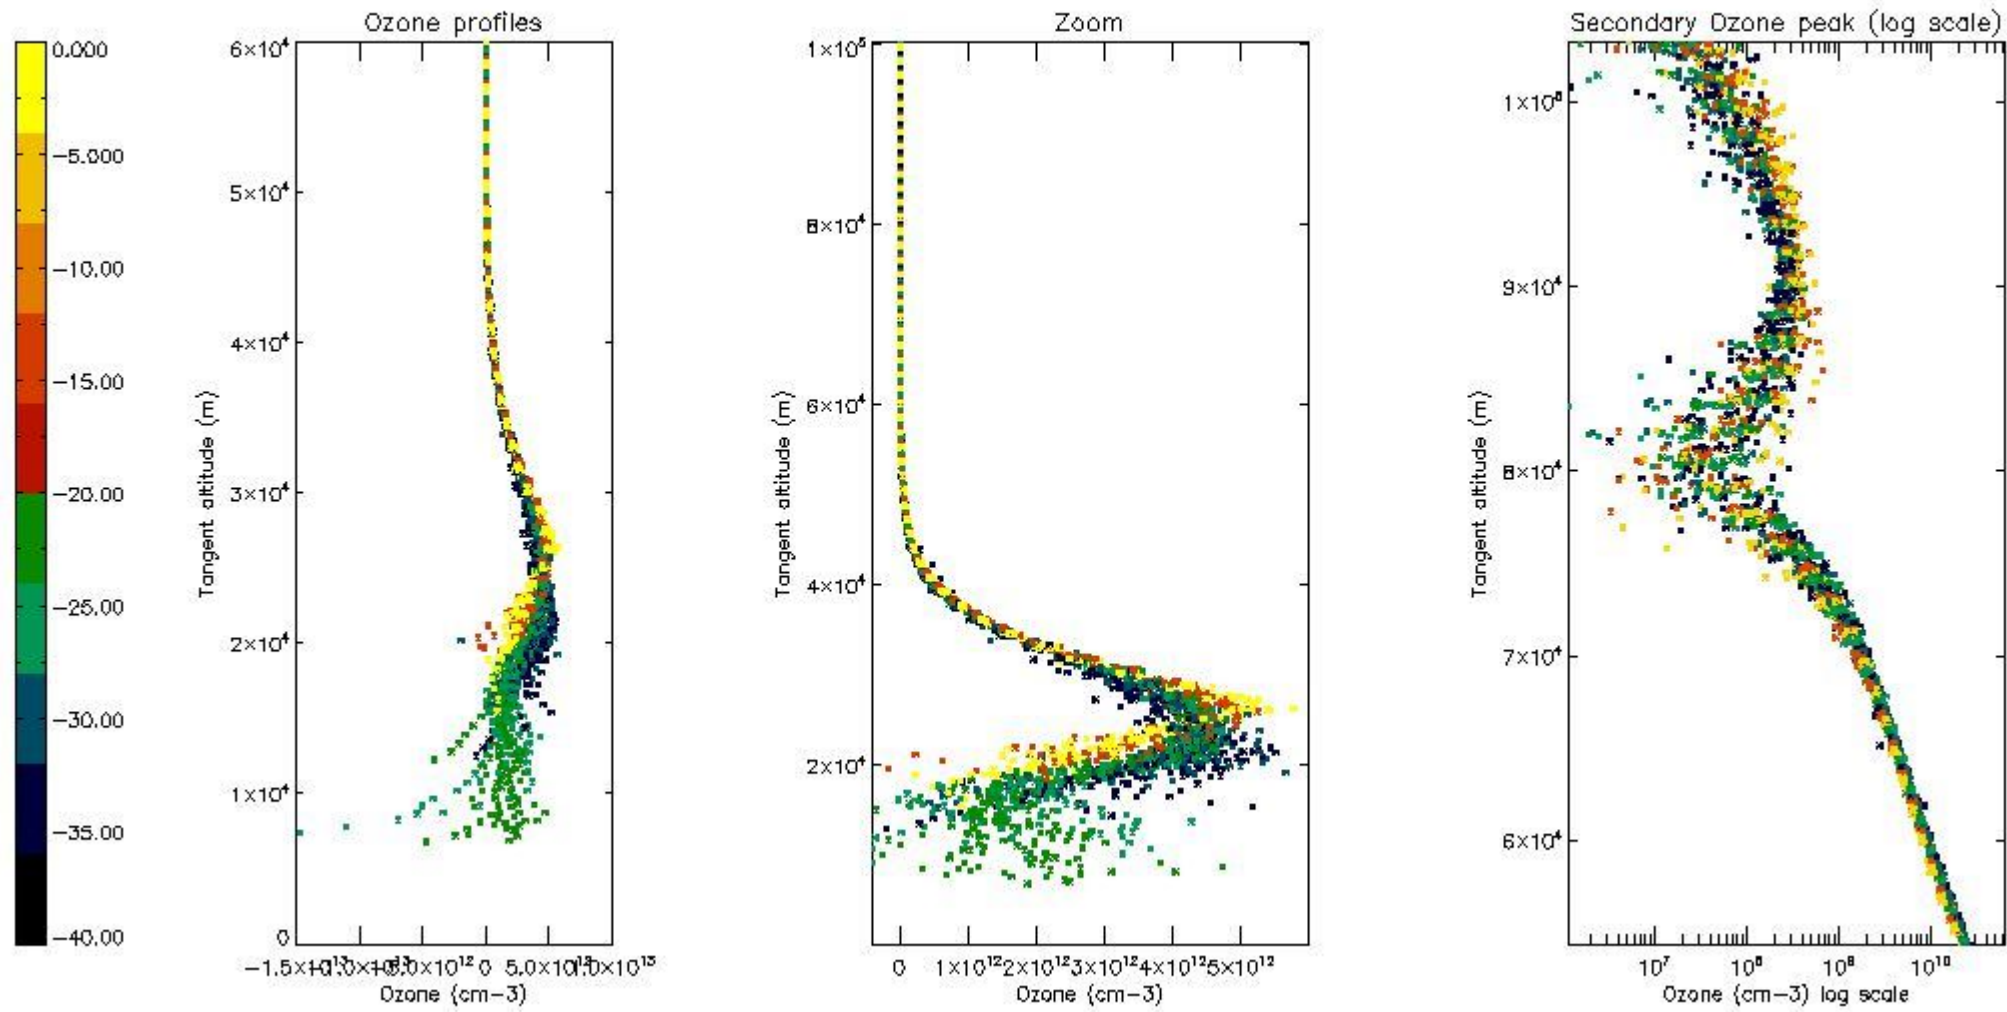 Ozone profiles
Zoom
Secondary Ozone peak (log scale)
0.000
−5.000
−10.00
−15.00
−20.00
−25.00
−30.00
−35.00
−40.00
6×10⁴
5×10⁴
4×10⁴
3×10⁴
2×10⁴
1×10⁴
0
Tangent altitude (m)
0
Ozone (cm−3)
1×10⁵
8×10⁴
6×10⁴
4×10⁴
2×10⁴
Tangent altitude (m)
0 1×10¹² 2×10¹² 3×10¹² 4×10¹² 5×10¹²
Ozone (cm−3)
9×10⁴
8×10⁴
7×10⁴
6×10⁴
Tangent altitude (m)
10⁷ 10⁸ 10⁹ 10¹⁰
Ozone (cm−3) log scale